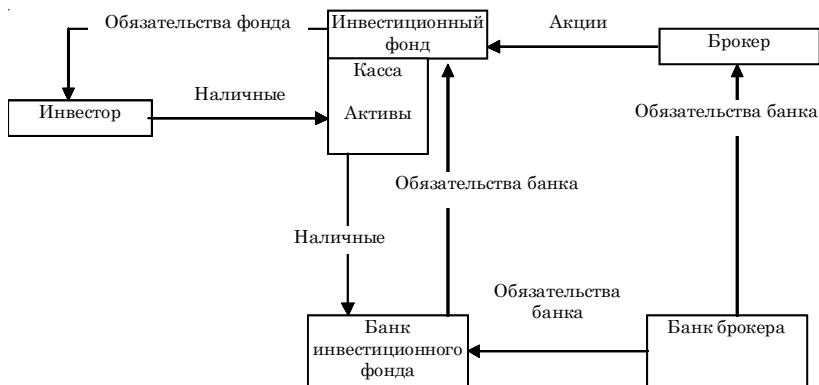 Обязательства фонда
Инвестиционный
фонд
Акции
Брокер
Касса
Активы
Инвестор
Наличные
Обязательства банка
Обязательства банка
Наличные
Обязательства
банка
Банк
инвестиционного
фонда
Банк брокера